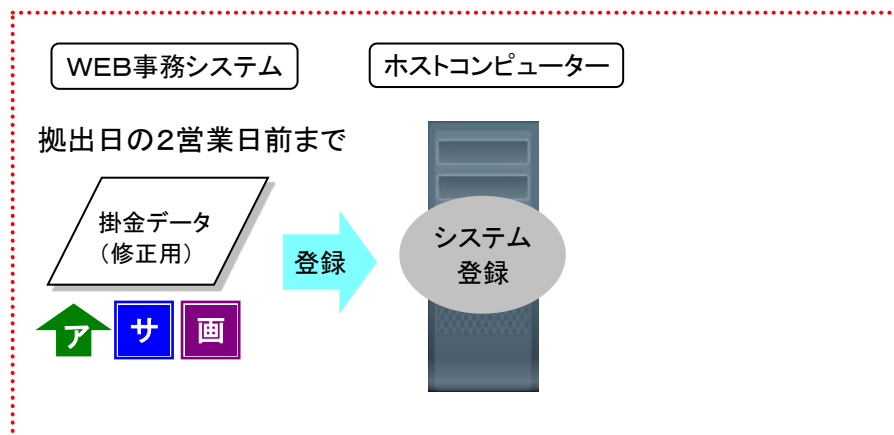 WEB事務システム
ホストコンピューター
拠出日の２営業日前まで
掛金データ
（修正用）
登録
システム
登録
ア
サ
画